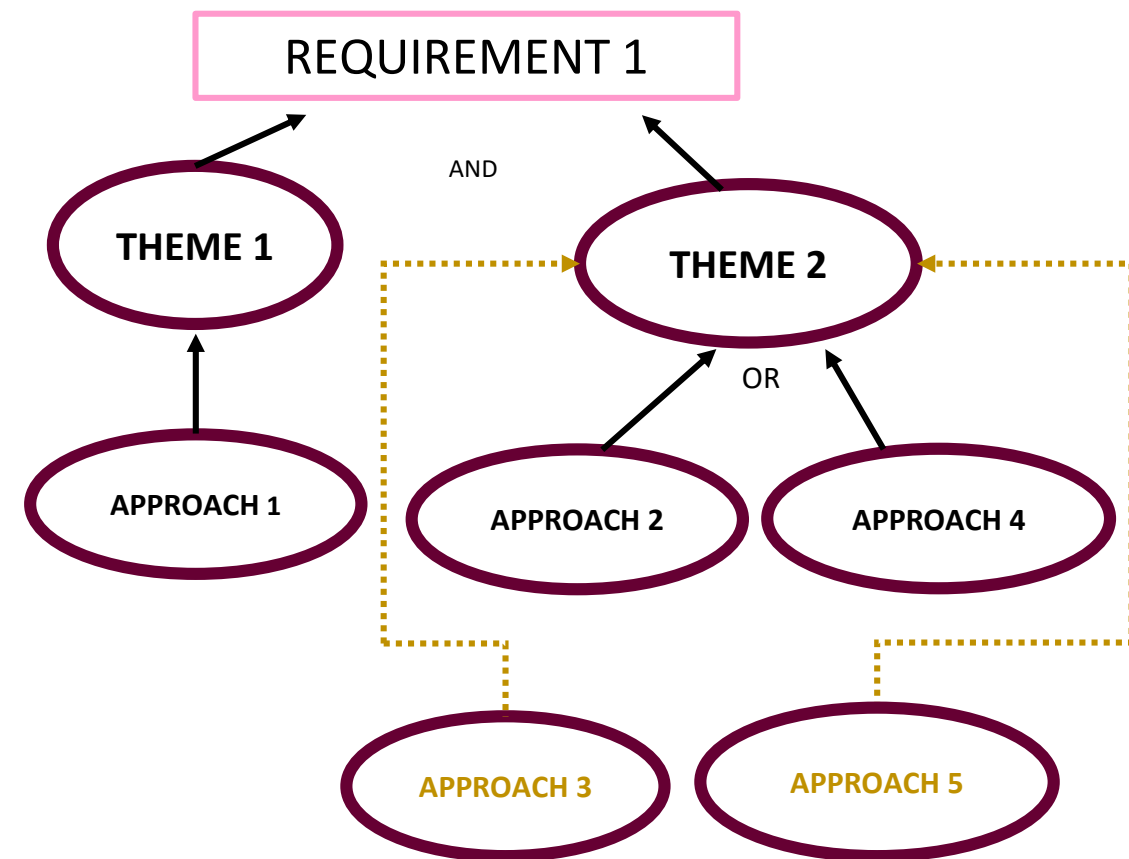 REQUIREMENT 1
AND
THEME 1
THEME 2
OR
APPROACH 1
APPROACH 2
APPROACH 4
APPROACH 3
APPROACH 5